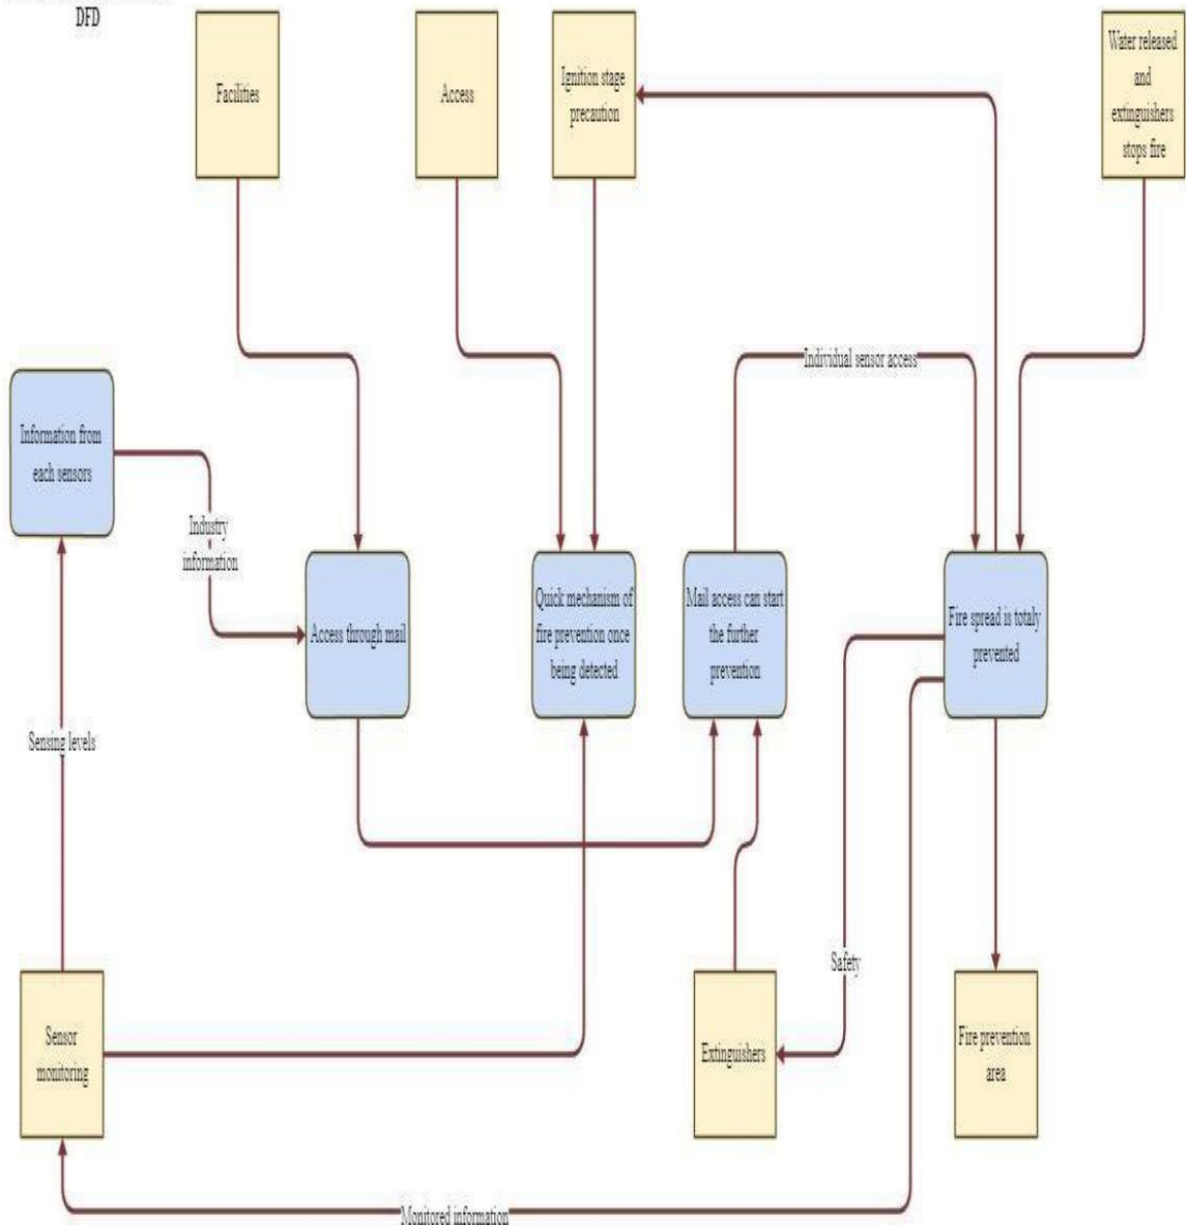 DFD
Facilities
Access
Ignition stage
precaution
Water released
and
extinguishers
stops fire
Individual sensor access
Information from
each sensors
Industry
information
Access through mail
Quick mechanism of
fire prevention once
being detected
Mail access can start
the further
prevention
Fire spread is totaly
prevented
Sensing levels
Safety
Sensor
monitoring
Extinguishers
Fire prevention
area
Monitored information